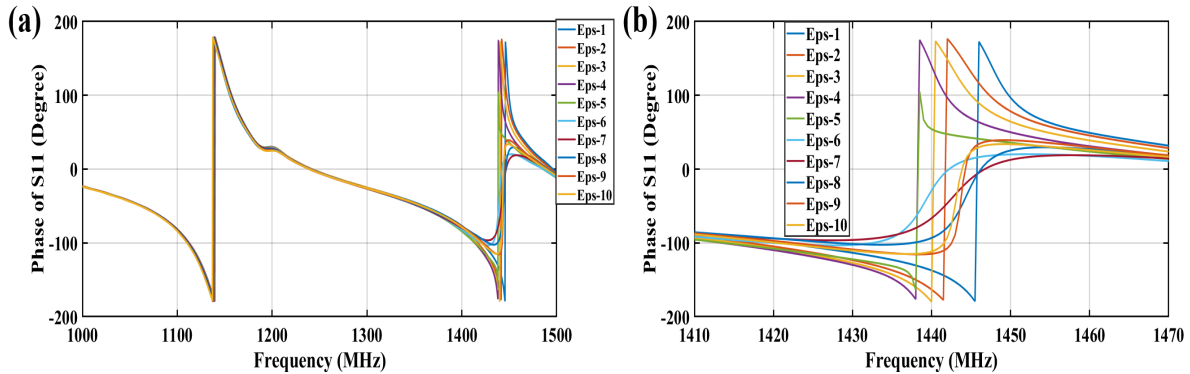 (a)
Phase of S11 (Degree)
200
100
0
-100
-200
1000
1100
1200
1300
1400
1500
Frequency (MHz)
Eps-1
Eps-2
Eps-3
Eps-4
Eps-5
Eps-6
Eps-7
Eps-8
Eps-9
Eps-10
(b)
Phase of S11 (Degree)
200
100
0
-100
-200
1410
1420
1430
1440
1450
1460
1470
Frequency (MHz)
Eps-1
Eps-2
Eps-3
Eps-4
Eps-5
Eps-6
Eps-7
Eps-8
Eps-9
Eps-10